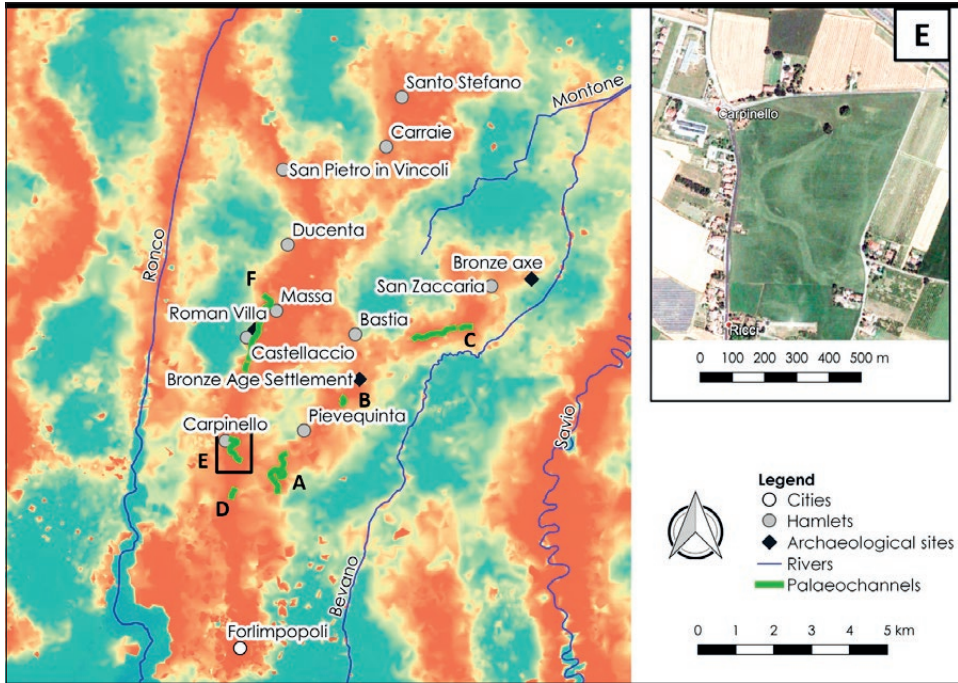 Santo Stefano
Montone
Carraie
San Pietro in Vincoli
Ronco
Ducenta
Bronze axe
F
San Zaccaria
Massa
Roman Villa
Bastia
C
Castellaccio
Bronze Age Settlement
B
Pievequinta
Carpinello
Savio
E
A
D
Bevano
Forlimpopoli
E
Carpinello
Ricci
0 100 200 300 400 500 m
Legend
Cities
Hamlets
Archaeological sites
Rivers
Palaeochannels
0 1 2 3 4 5 km